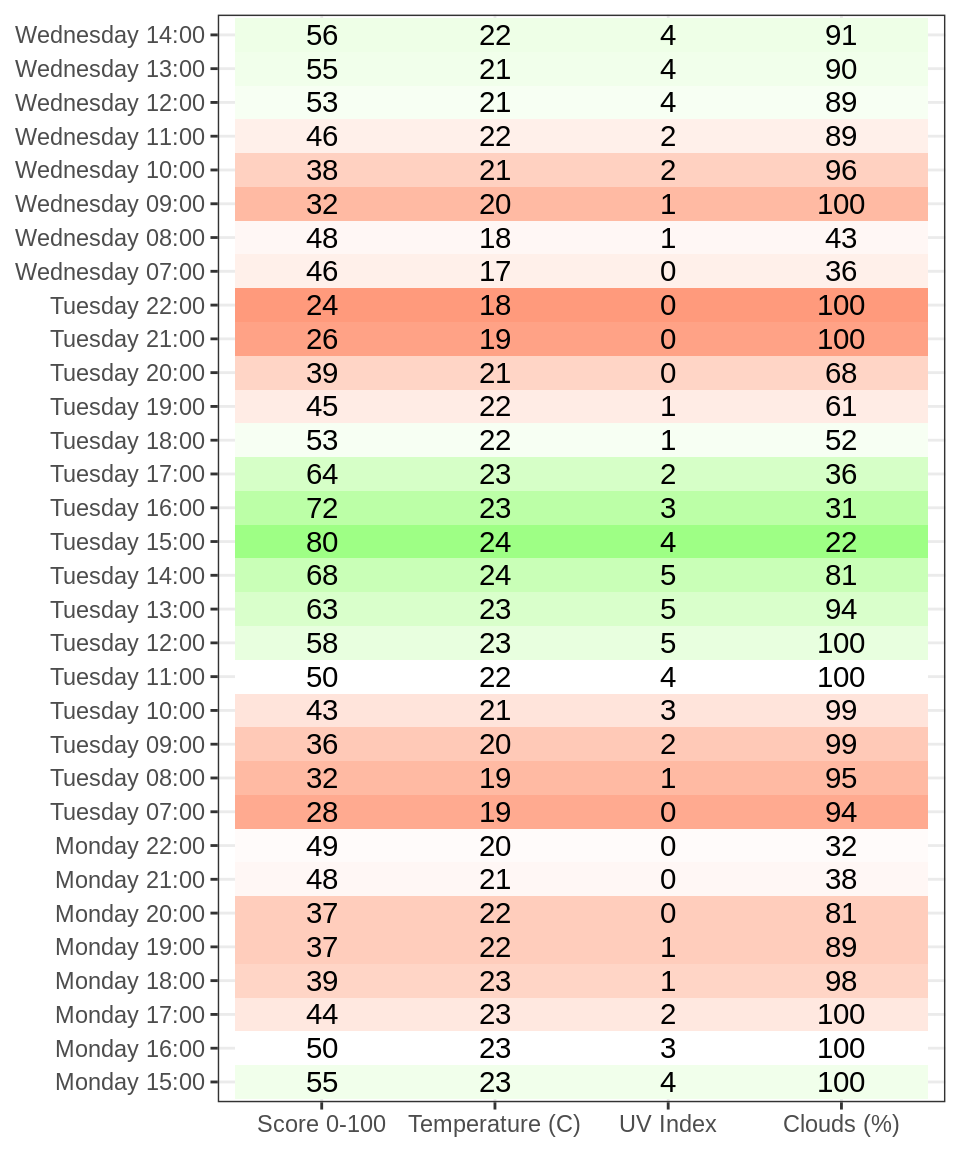 Wednesday 14:00 56 22 4 91
Wednesday 13:00 55 21 4 90
Wednesday 12:00 53 21 4 89
Wednesday 11:00 46 22 2 89
Wednesday 10:00 38 21 2 96
Wednesday 09:00 32 20 1 100
Wednesday 08:00 48 18 1 43
Wednesday 07:00 46 17 0 36
Tuesday 22:00 24 18 0 100
Tuesday 21:00 26 19 0 100
Tuesday 20:00 39 21 0 68
Tuesday 19:00 45 22 1 61
Tuesday 18:00 53 22 1 52
Tuesday 17:00 64 23 2 36
Tuesday 16:00 72 23 3 31
Tuesday 15:00 80 24 4 22
Tuesday 14:00 68 24 5 81
Tuesday 13:00 63 23 5 94
Tuesday 12:00 58 23 5 100
Tuesday 11:00 50 22 4 100
Tuesday 10:00 43 21 3 99
Tuesday 09:00 36 20 2 99
Tuesday 08:00 32 19 1 95
Tuesday 07:00 28 19 0 94
Monday 22:00 49 20 0 32
Monday 21:00 48 21 0 38
Monday 20:00 37 22 0 81
Monday 19:00 37 22 1 89
Monday 18:00 39 23 1 98
Monday 17:00 44 23 2 100
Monday 16:00 50 23 3 100
Monday 15:00 55 23 4 100
Score 0-100 Temperature (C) UV Index Clouds (%)